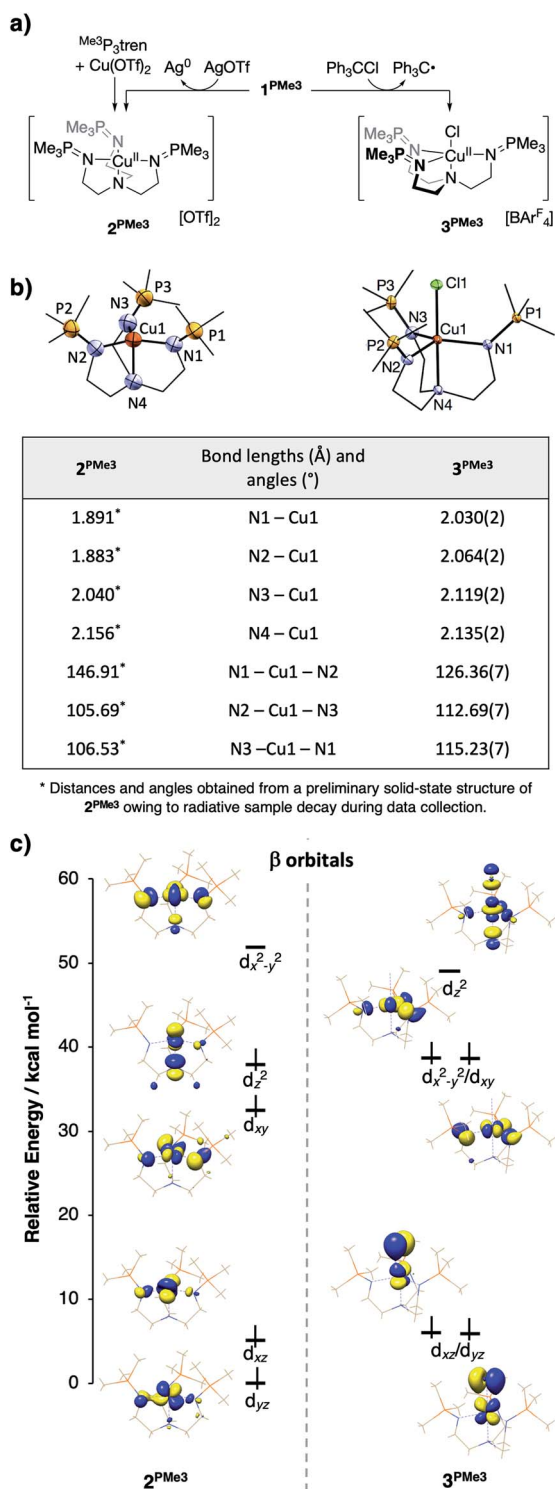 a)
Me3P3tren
+ Cu(OTf)2
Ag0 AgOTf
1PMe3
Ph3CCl Ph3C•
Me3P
N
Me3P N CuII N PMe3
N
[OTf]2
2PMe3
Me3P N Cl
Me3P N CuII N PMe3
N
[BArF4]
3PMe3
b)
P2 P3 N3 Cu1 P1
N2 N1
N4
Cl1
P3 P1
N3 Cu1
P2 N1
N2
N4
2PMe3 Bond lengths (Å) and angles (°) 3PMe3
1.891* N1 – Cu1 2.030(2)
1.883* N2 – Cu1 2.064(2)
2.040* N3 – Cu1 2.119(2)
2.156* N4 – Cu1 2.135(2)
146.91* N1 – Cu1 – N2 126.36(7)
105.69* N2 – Cu1 – N3 112.69(7)
106.53* N3 –Cu1 – N1 115.23(7)
* Distances and angles obtained from a preliminary solid-state structure of
2PMe3 owing to radiative sample decay during data collection.
c)
β orbitals
Relative Energy / kcal mol-1
60
50
40
30
20
10
0
dx2-y2
dz2
dxy
dxz
dyz
dz2
dx2-y2/dxy
dxz/dyz
2PMe3 3PMe3